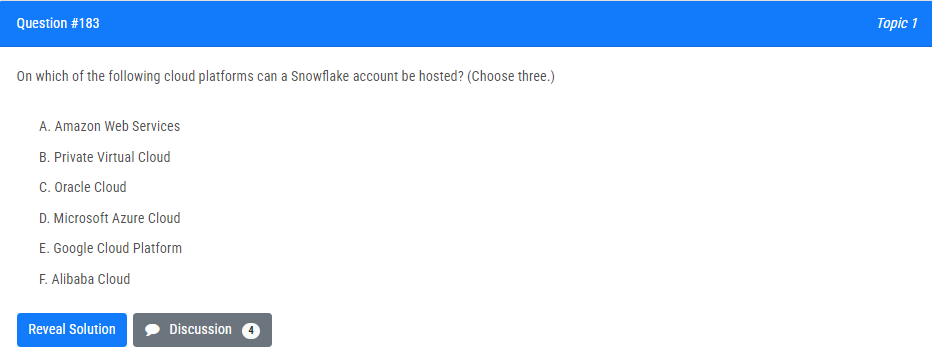 Question #183 Topic 1
On which of the following cloud platforms can a Snowflake account be hosted? (Choose three.)
A. Amazon Web Services
B. Private Virtual Cloud
C. Oracle Cloud
D. Microsoft Azure Cloud
E. Google Cloud Platform
F. Alibaba Cloud
Reveal Solution Discussion 4